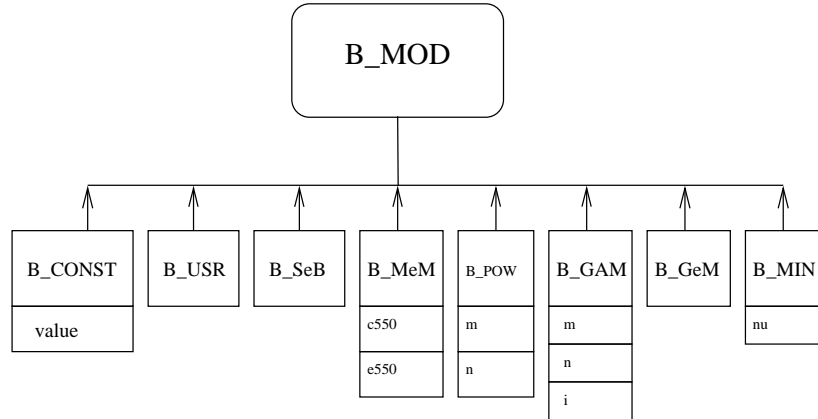 B_MOD
B_CONST B_USR B_SeB B_MeM B_POW B_GAM B_GeM B_MIN
value c550 m m nu
e550 n n
i